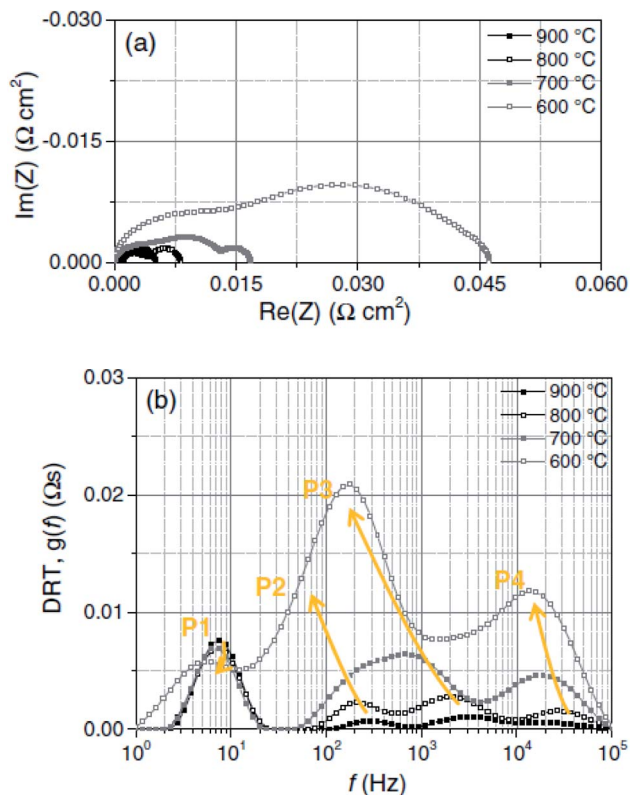 (a)
900 °C
800 °C
700 °C
600 °C
-0.030
-0.015
0.000
Im(Z) (Ω cm²)
0.000 0.015 0.030 0.045 0.060
Re(Z) (Ω cm²)
(b)
900 °C
800 °C
700 °C
600 °C
0.03
0.02
0.01
0.00
DRT, g(f) (Ωs)
P1
P2
P3
P4
10⁰ 10¹ 10² 10³ 10⁴ 10⁵
f (Hz)